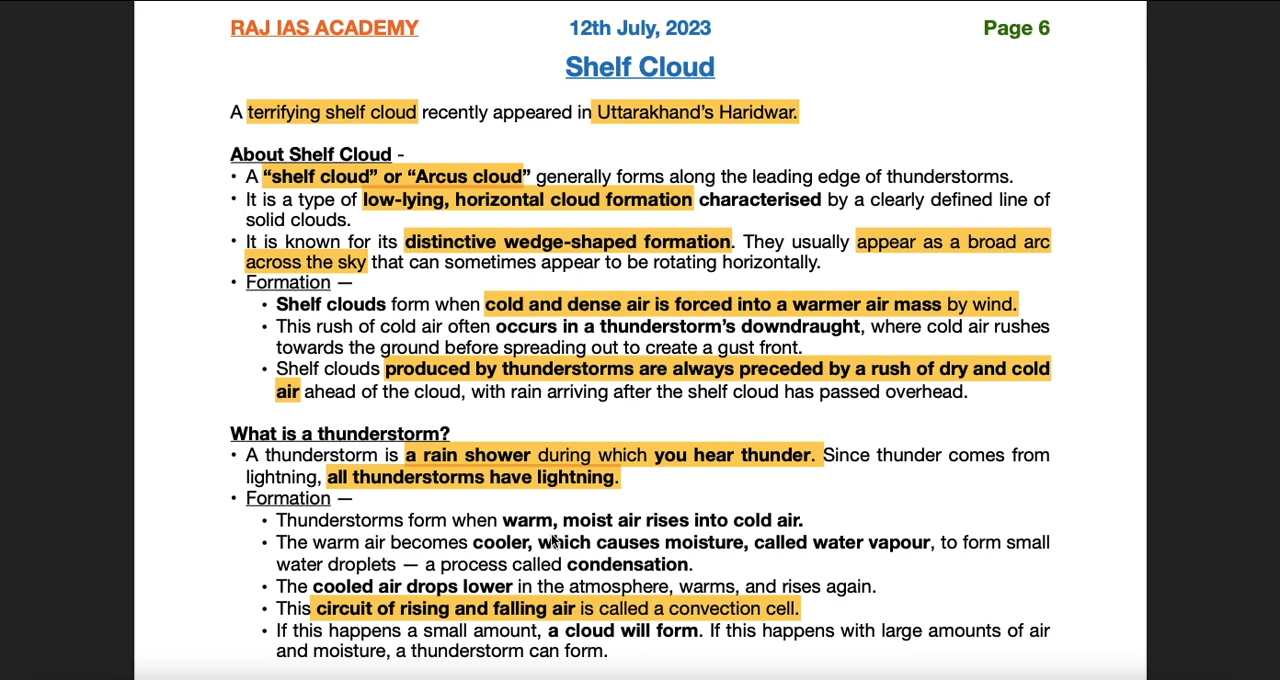 RAJ IAS ACADEMY 12th July, 2023 Page 6
Shelf Cloud
A terrifying shelf cloud recently appeared in Uttarakhand’s Haridwar.
About Shelf Cloud -
• A “shelf cloud” or “Arcus cloud” generally forms along the leading edge of thunderstorms.
• It is a type of low-lying, horizontal cloud formation characterised by a clearly defined line of
solid clouds.
• It is known for its distinctive wedge-shaped formation. They usually appear as a broad arc
across the sky that can sometimes appear to be rotating horizontally.
• Formation —
• Shelf clouds form when cold and dense air is forced into a warmer air mass by wind.
• This rush of cold air often occurs in a thunderstorm’s downdraught, where cold air rushes
towards the ground before spreading out to create a gust front.
• Shelf clouds produced by thunderstorms are always preceded by a rush of dry and cold
air ahead of the cloud, with rain arriving after the shelf cloud has passed overhead.
What is a thunderstorm?
• A thunderstorm is a rain shower during which you hear thunder. Since thunder comes from
lightning, all thunderstorms have lightning.
• Formation —
• Thunderstorms form when warm, moist air rises into cold air.
• The warm air becomes cooler, which causes moisture, called water vapour, to form small
water droplets — a process called condensation.
• The cooled air drops lower in the atmosphere, warms, and rises again.
• This circuit of rising and falling air is called a convection cell.
• If this happens a small amount, a cloud will form. If this happens with large amounts of air
and moisture, a thunderstorm can form.